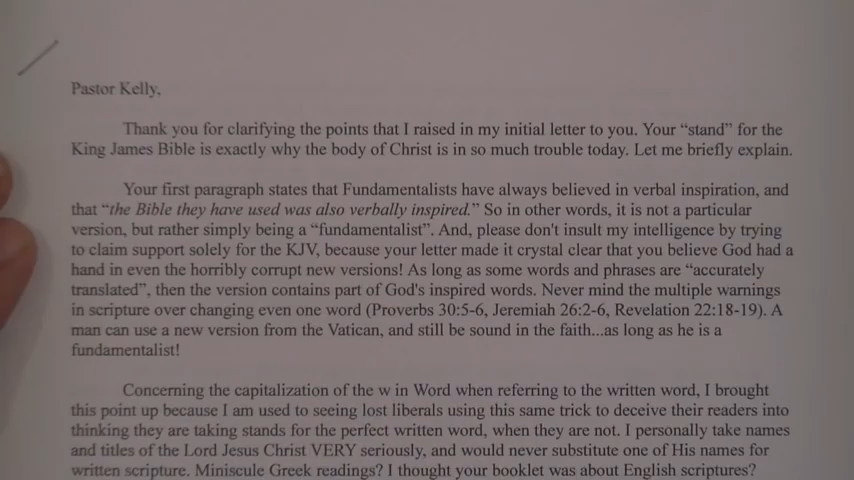 Pastor Kelly,
Thank you for clarifying the points that I raised in my initial letter to you. Your “stand” for the
King James Bible is exactly why the body of Christ is in so much trouble today. Let me briefly explain.
Your first paragraph states that Fundamentalists have always believed in verbal inspiration, and
that “the Bible they have used was also verbally inspired.” So in other words, it is not a particular
version, but rather simply being a “fundamentalist”. And, please don't insult my intelligence by trying
to claim support solely for the KJV, because your letter made it crystal clear that you believe God had a
hand in even the horribly corrupt new versions! As long as some words and phrases are “accurately
translated”, then the version contains part of God's inspired words. Never mind the multiple warnings
in scripture over changing even one word (Proverbs 30:5-6, Jeremiah 26:2-6, Revelation 22:18-19). A
man can use a new version from the Vatican, and still be sound in the faith...as long as he is a
fundamentalist!
Concerning the capitalization of the w in Word when referring to the written word, I brought
this point up because I am used to seeing lost liberals using this same trick to deceive their readers into
thinking they are taking stands for the perfect written word, when they are not. I personally take names
and titles of the Lord Jesus Christ VERY seriously, and would never substitute one of His names for
written scripture. Miniscule Greek readings? I thought your booklet was about English scriptures?